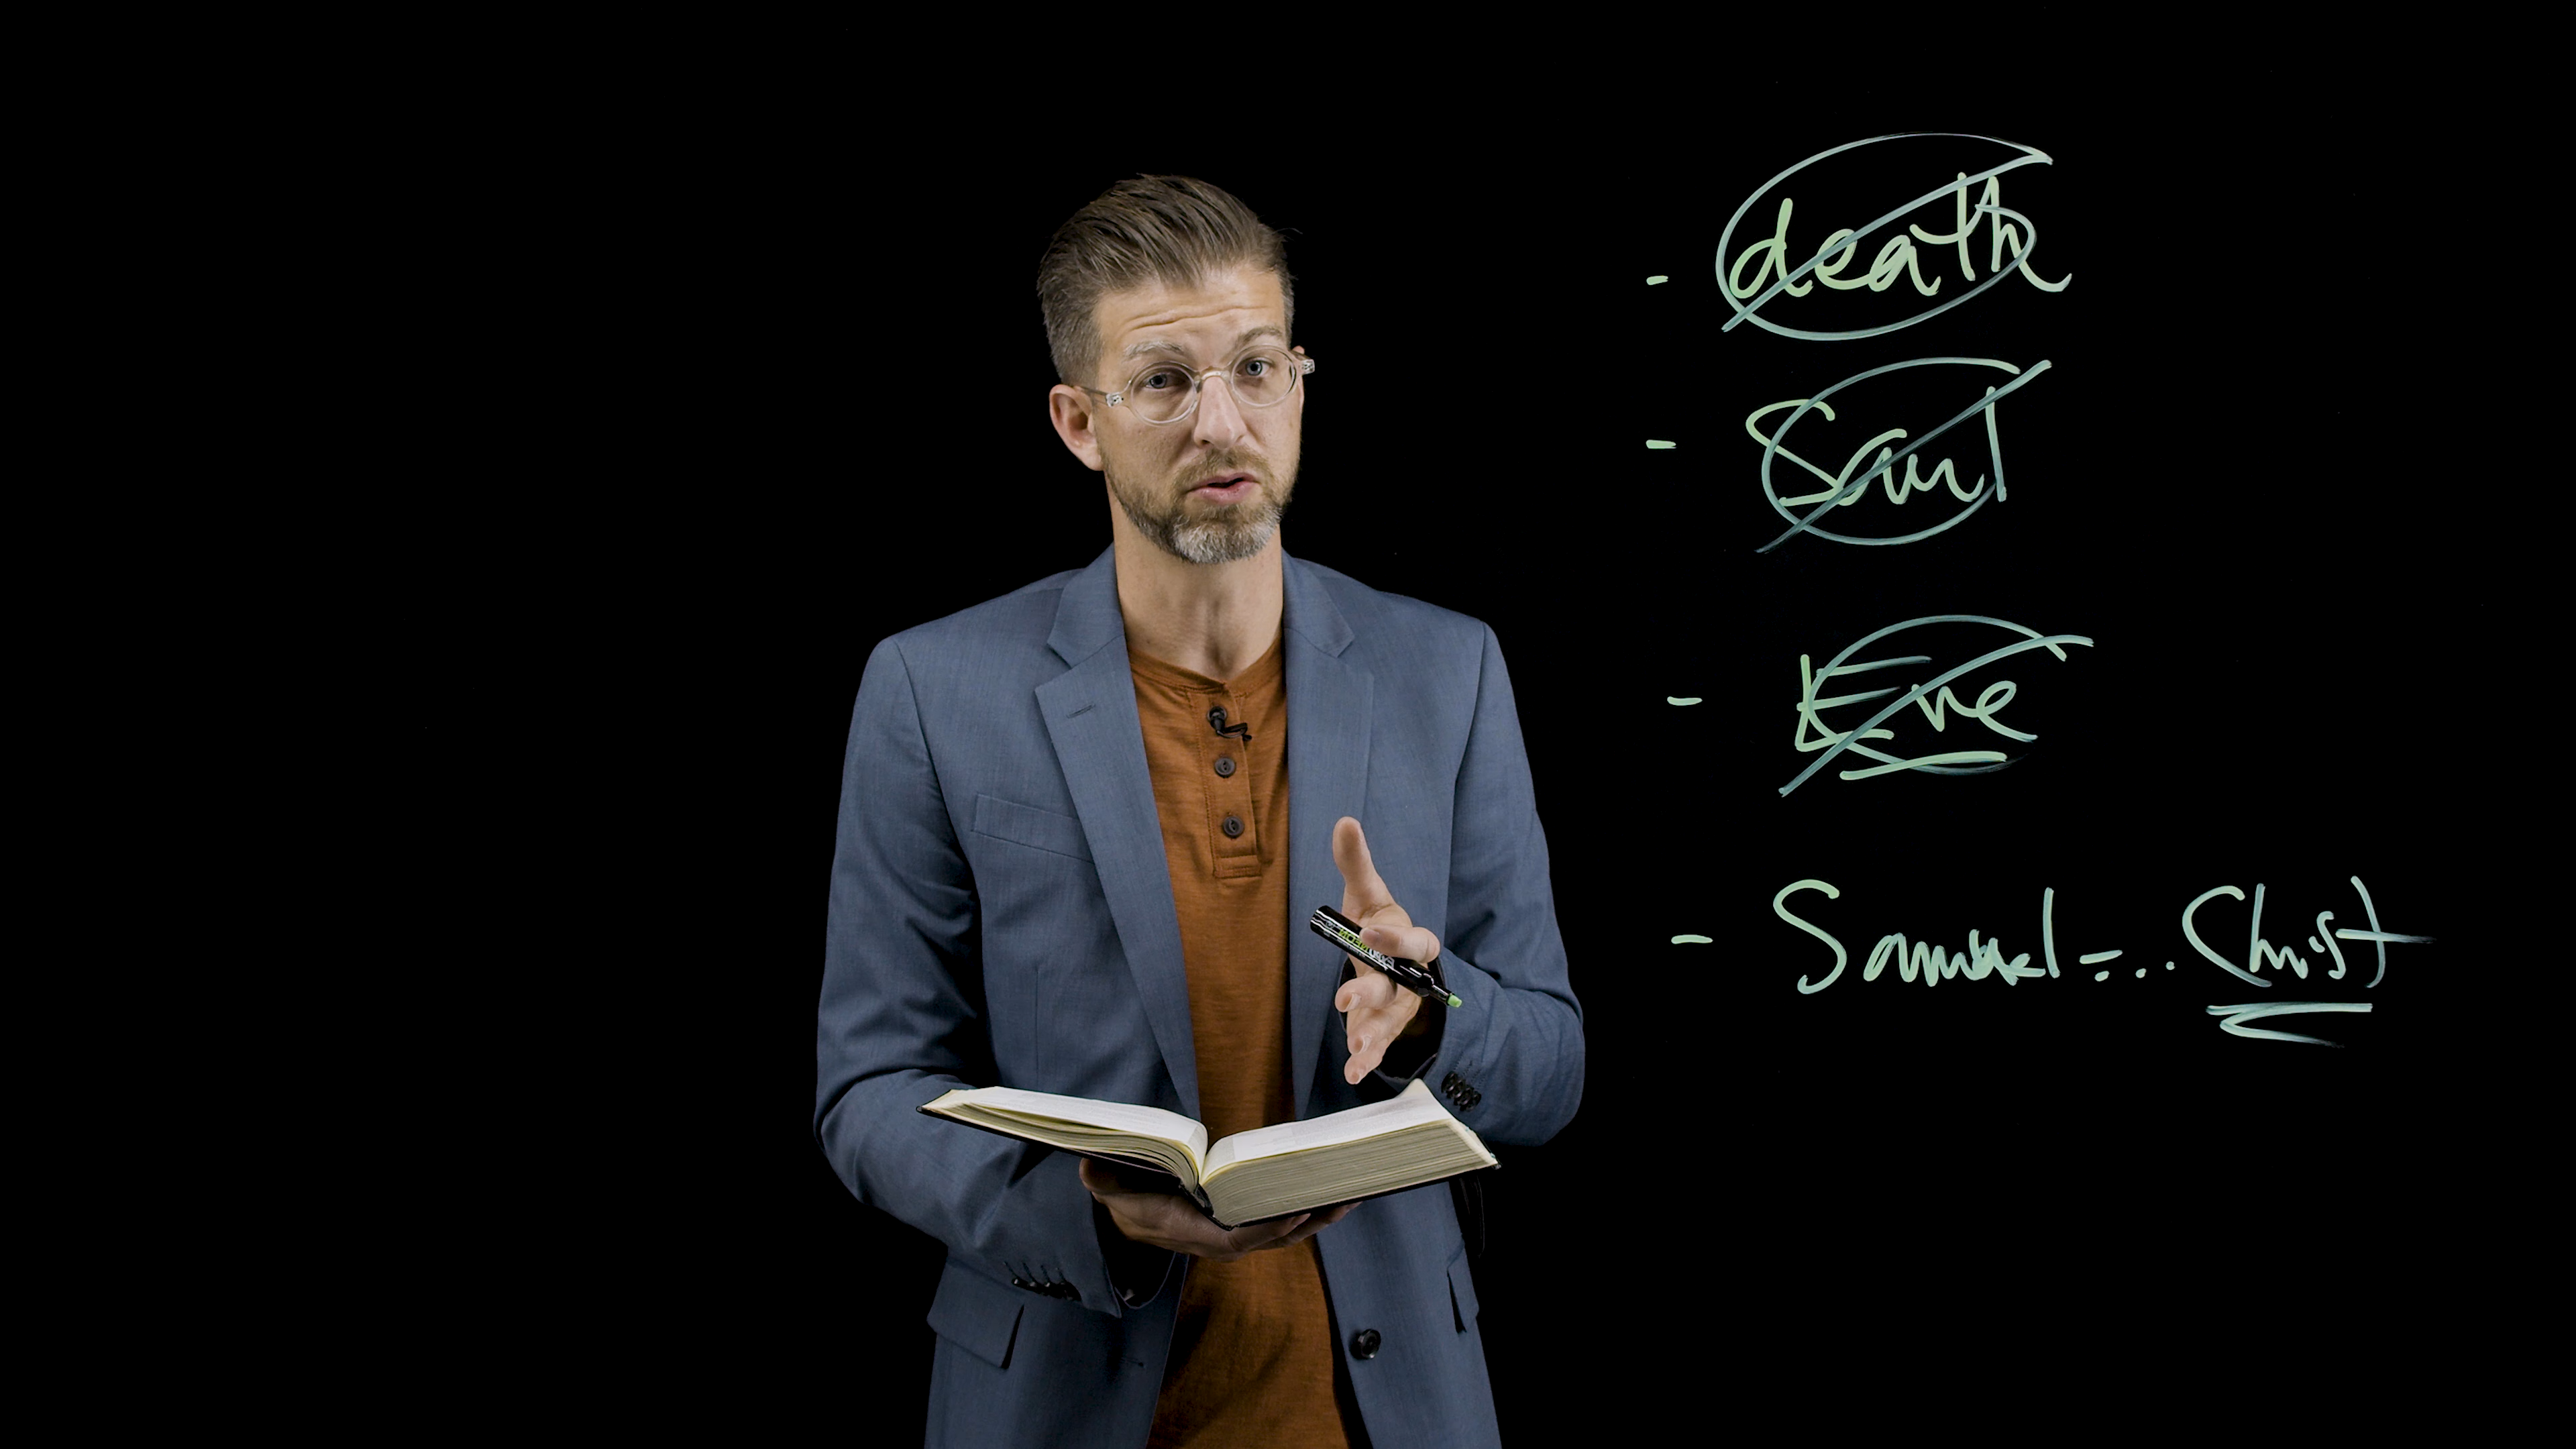 - death
- Saul
- Eve
- Samuel = ... Christ